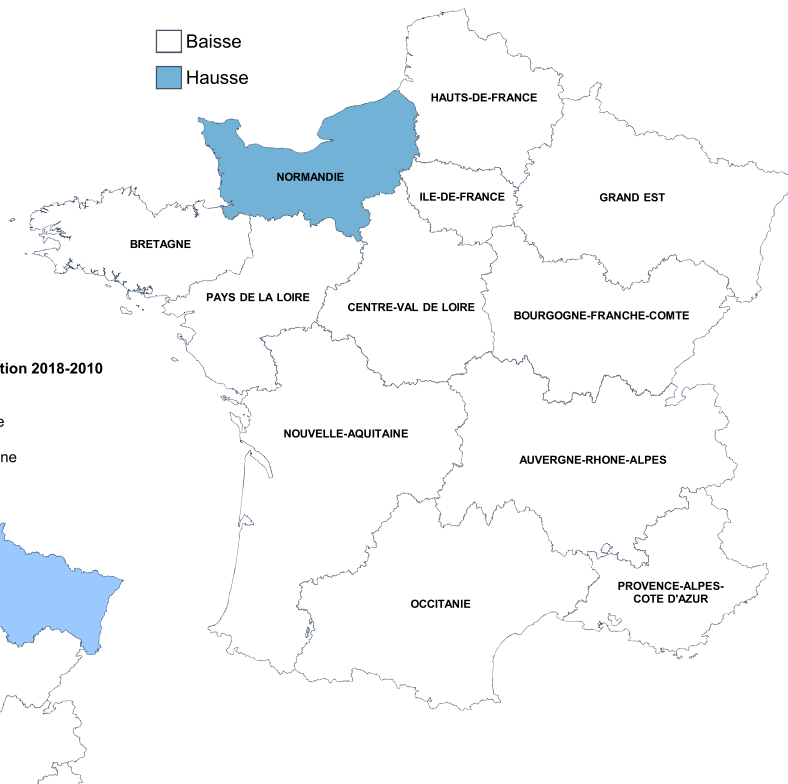 Baisse
Hausse
HAUTS-DE-FRANCE
NORMANDIE
ILE-DE-FRANCE
GRAND EST
BRETAGNE
PAYS DE LA LOIRE
CENTRE-VAL DE LOIRE
BOURGOGNE-FRANCHE-COMTE
2018-2010
NOUVELLE-AQUITAINE
AUVERGNE-RHONE-ALPES
PROVENCE-ALPES-
COTE D'AZUR
OCCITANIE